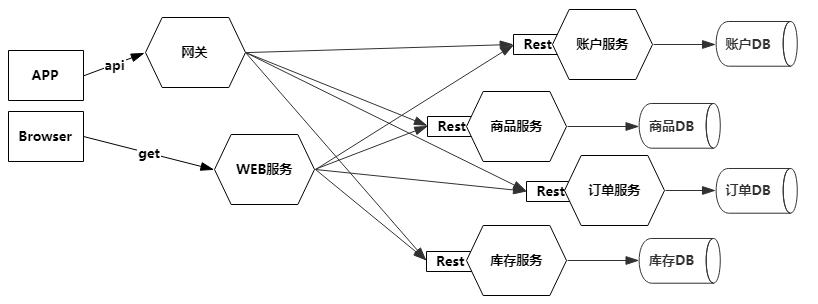 APP
api
网关
Rest
账户服务
账户DB
Browser
get
WEB服务
Rest
商品服务
商品DB
Rest
订单服务
订单DB
Rest
库存服务
库存DB